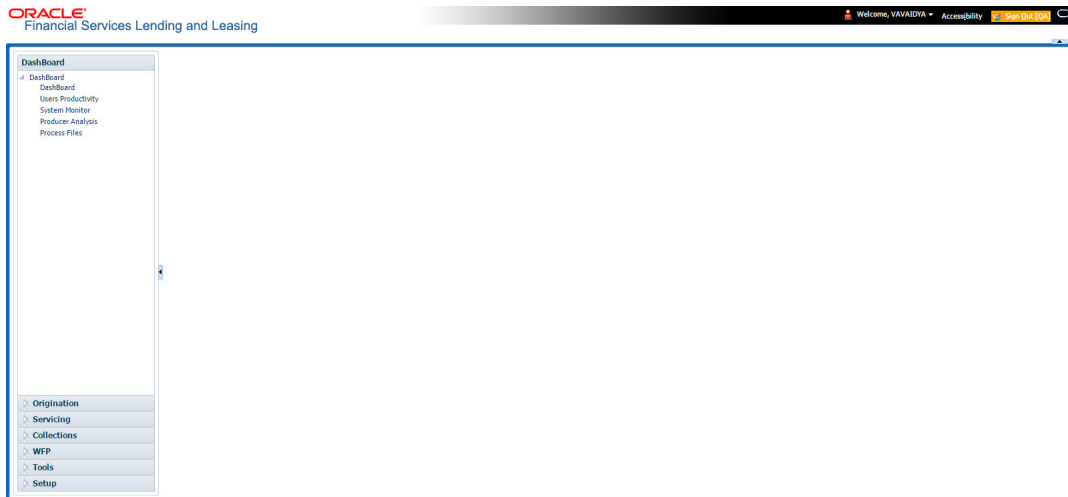 ORACLE
Financial Services Lending and Leasing
Welcome, VAVAIDYA
Accessibility
Sign Out [QA]
DashBoard
DashBoard
DashBoard
Users Productivity
System Monitor
Producer Analysis
Process Files
Origination
Servicing
Collections
WFP
Tools
Setup